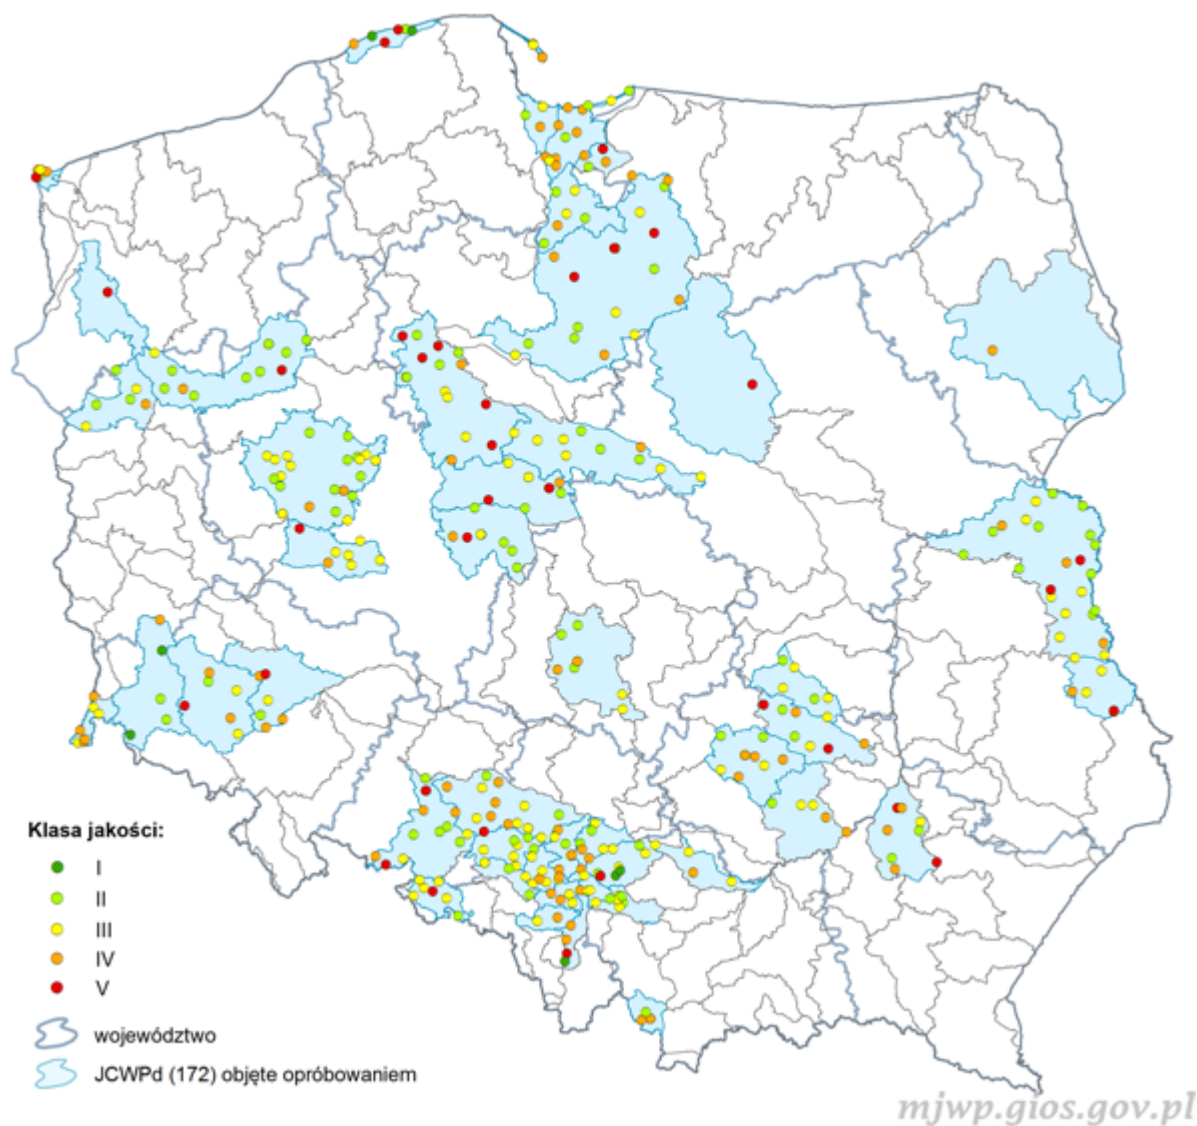 Klasa jakości:
I
II
III
IV
V
województwo
JCWPd (172) objęte opróbowaniem
mjwp.gios.gov.pl